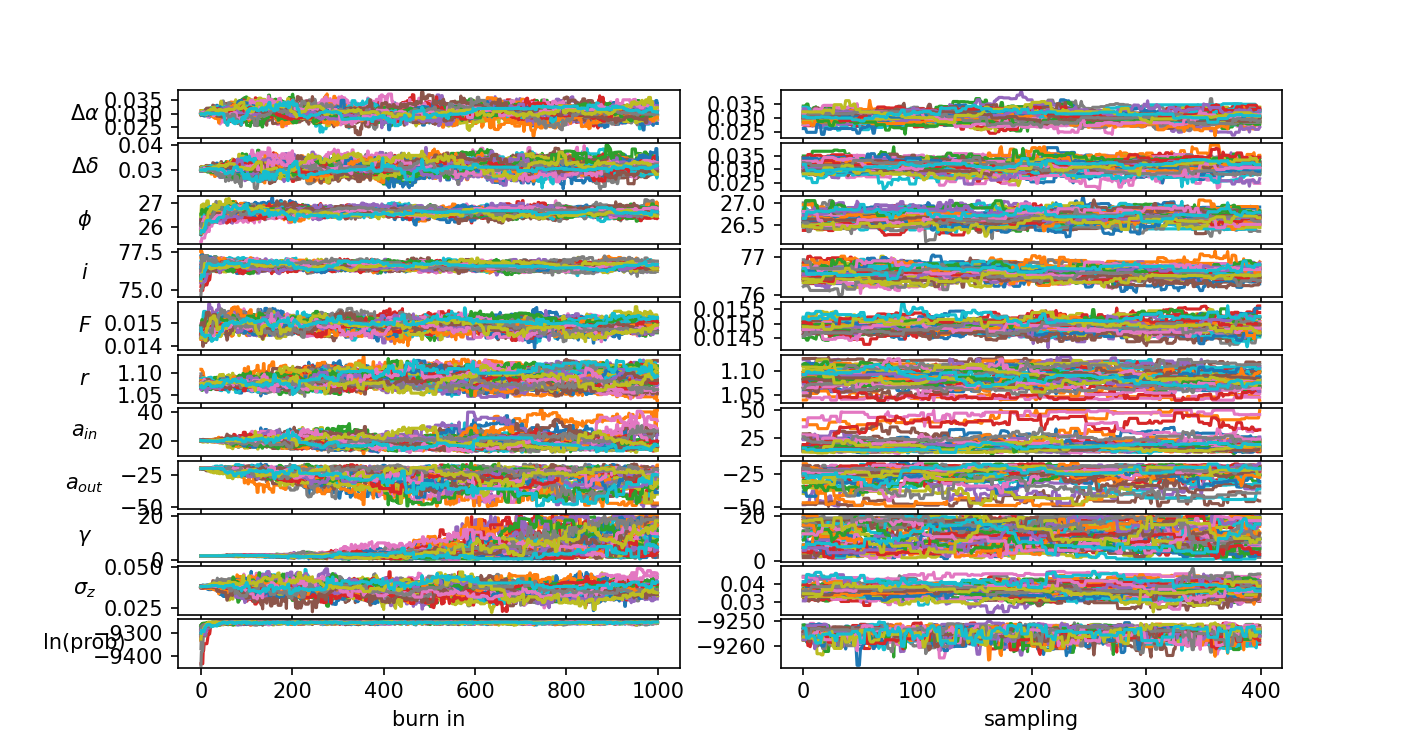 Δα 0.035 0.035
0.030 0.030
0.025 0.025
Δδ 0.04 0.035
0.03 0.030
0.025
ϕ 27 27.0
26 26.5
i 77.5 77
75.0 76
F 0.015 0.0155
0.014 0.0150
0.0145
r 1.10 1.10
1.05 1.05
a_in 40 50
20 25
a_out −25 −25
−50 −50
γ 20 20
0 0
σ_z 0.050 0.04
0.025 0.03
ln(prob) −9300 −9250
−9400 −9260
0 200 400 600 800 1000 0 100 200 300 400
burn in sampling